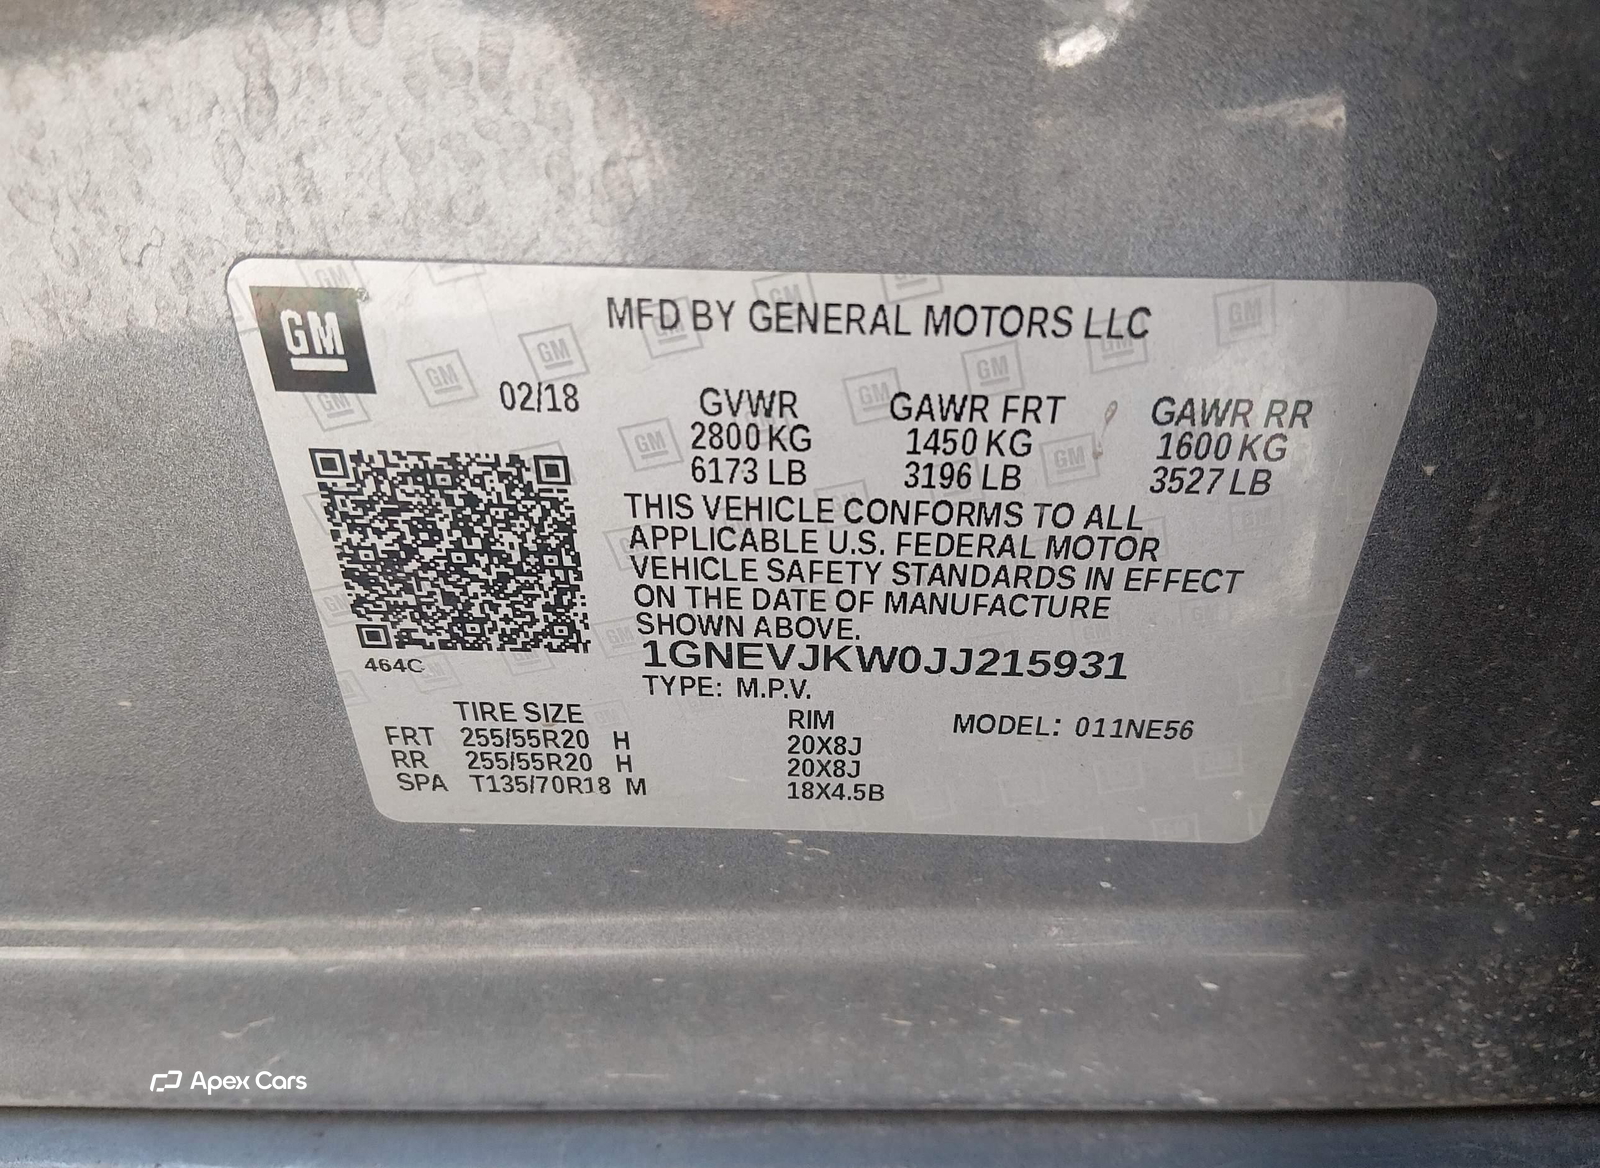 GM
MFD BY GENERAL MOTORS LLC
02/18
GVWR GAWR FRT GAWR RR
2800 KG 1450 KG 1600 KG
6173 LB 3196 LB 3527 LB
THIS VEHICLE CONFORMS TO ALL
APPLICABLE U.S. FEDERAL MOTOR
VEHICLE SAFETY STANDARDS IN EFFECT
ON THE DATE OF MANUFACTURE
SHOWN ABOVE.
1GNEVJKW0JJ215931
464C
TYPE: M.P.V.
TIRE SIZE RIM MODEL: 011NE56
FRT 255/55R20 H 20X8J
RR 255/55R20 H 20X8J
SPA T135/70R18 M 18X4.5B
Apex Cars